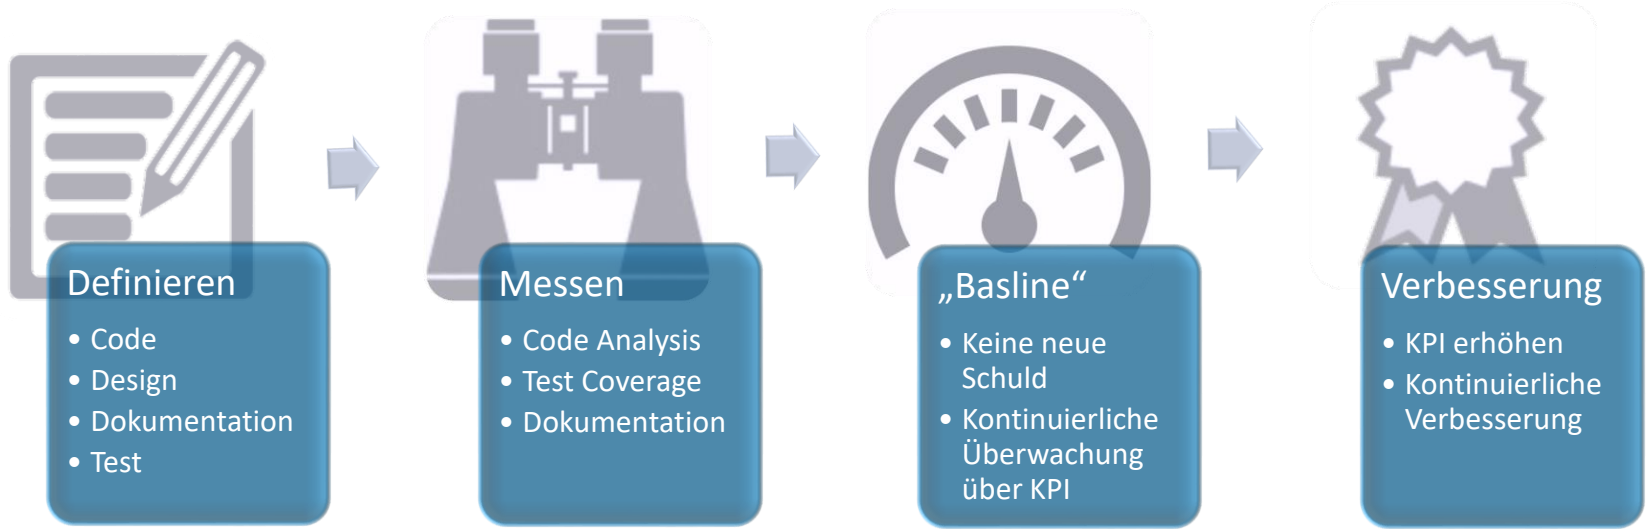 Definieren
• Code
• Design
• Dokumentation
• Test
Messen
• Code Analysis
• Test Coverage
• Dokumentation
„Basline“
• Keine neue
Schuld
• Kontinuierliche
Überwachung
über KPI
Verbesserung
• KPI erhöhen
• Kontinuierliche
Verbesserung